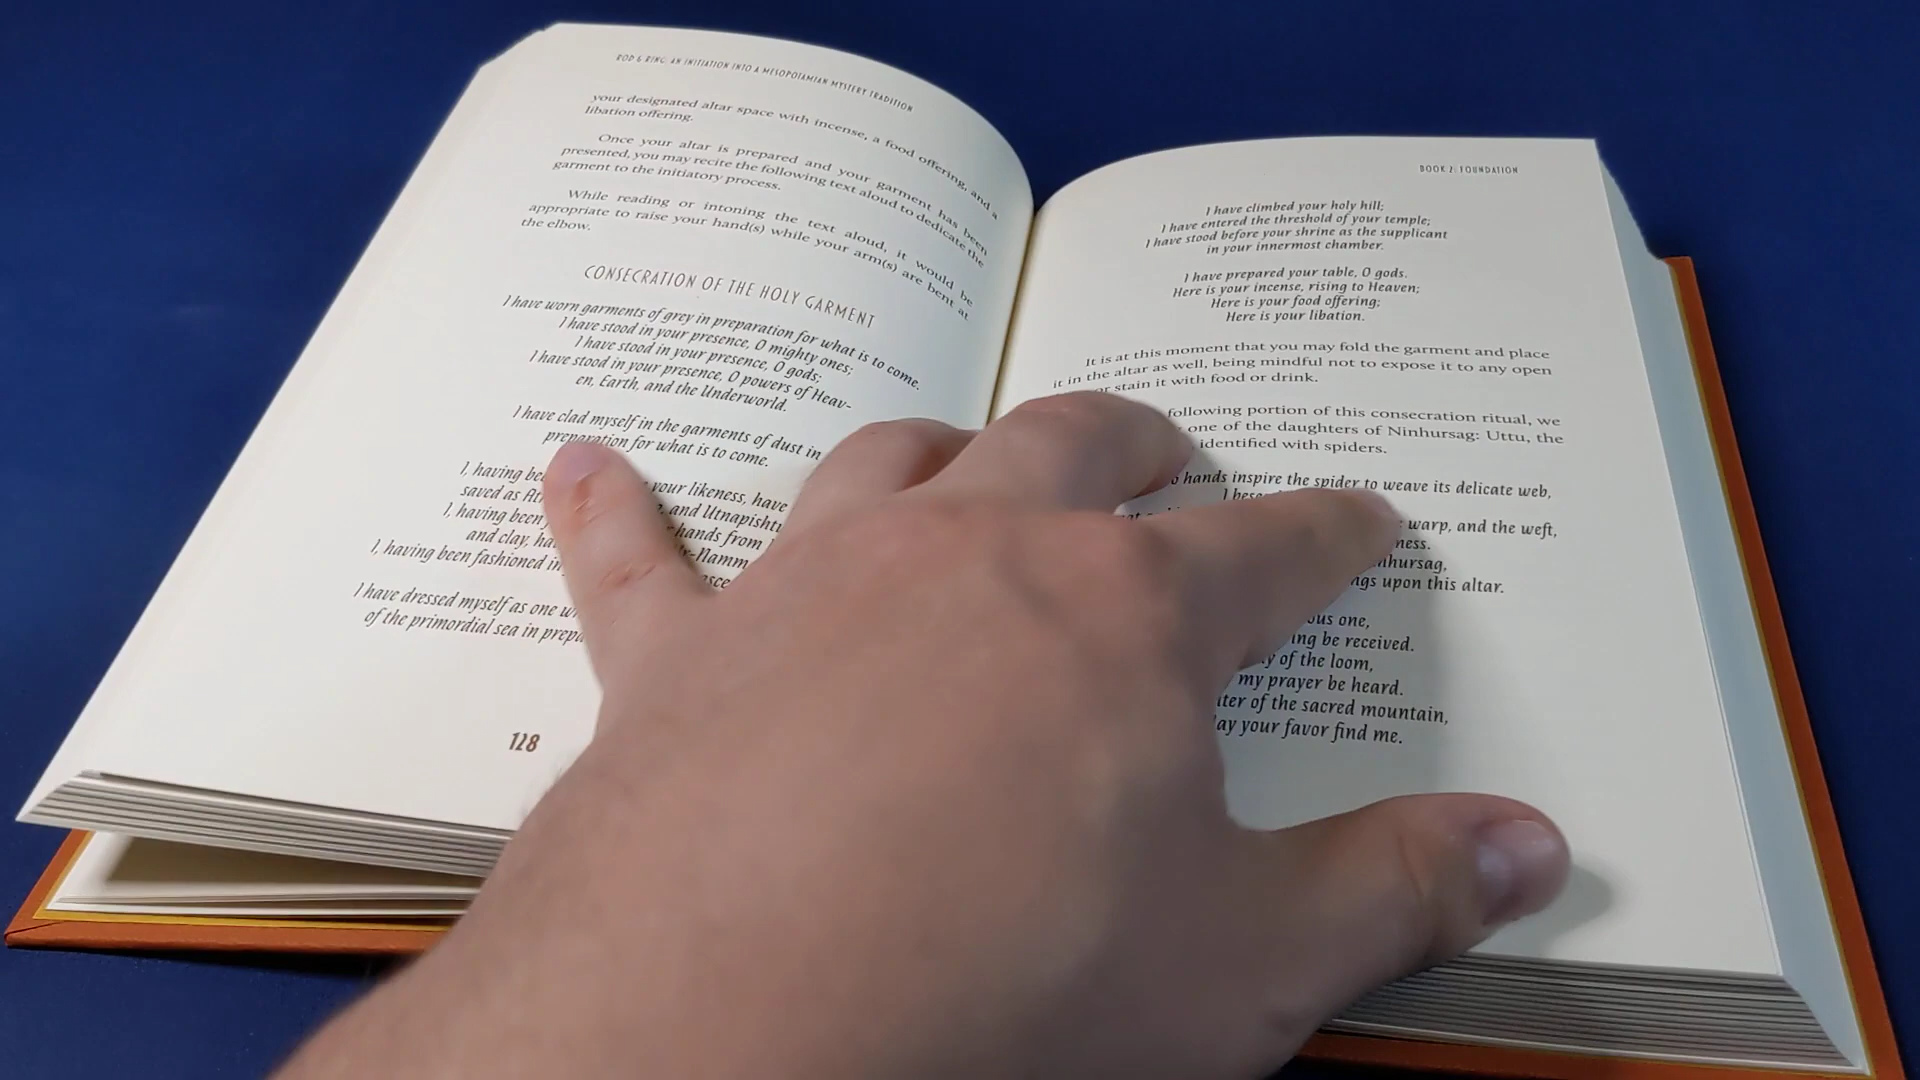 ROD & RING: AN INITIATION INTO A MESOPOTAMIAN MYSTERY TRADITION
your designated altar space with incense, a food offering, and a
libation offering.
Once your altar is prepared and your garment has been
presented, you may recite the following text aloud to dedicate the
garment to the initiatory process.
While reading or intoning the text aloud, it would be
appropriate to raise your hand(s) while your arm(s) are bent at
the elbow.
CONSECRATION OF THE HOLY GARMENT
I have worn garments of grey in preparation for what is to come.
I have stood in your presence, O mighty ones;
I have stood in your presence, O gods;
I have stood in your presence, O powers of Heav-
en, Earth, and the Underworld.
I have clad myself in the garments of dust in
preparation for what is to come.
I, having your likeness, have
saved as and
I, having been hands from
and clay,
I, having been fashioned
I have dressed myself as one
of the primordial sea in
128
BOOK 2: FOUNDATION
I have climbed your holy hill;
I have entered the threshold of your temple;
I have stood before your shrine as the supplicant
in your innermost chamber.
I have prepared your table, O gods.
Here is your incense, rising to Heaven;
Here is your food offering;
Here is your libation.
It is at this moment that you may fold the garment and place
it in the altar as well, being mindful not to expose it to any open
or stain it with food or drink.
following portion of this consecration ritual, we
one of the daughters of Ninhursag: Uttu, the
identified with spiders.
hands inspire the spider to weave its delicate web,
I
warp, and the weft,
upon this altar.
one,
be received.
of the loom,
my prayer be heard.
of the sacred mountain,
your favor find me.